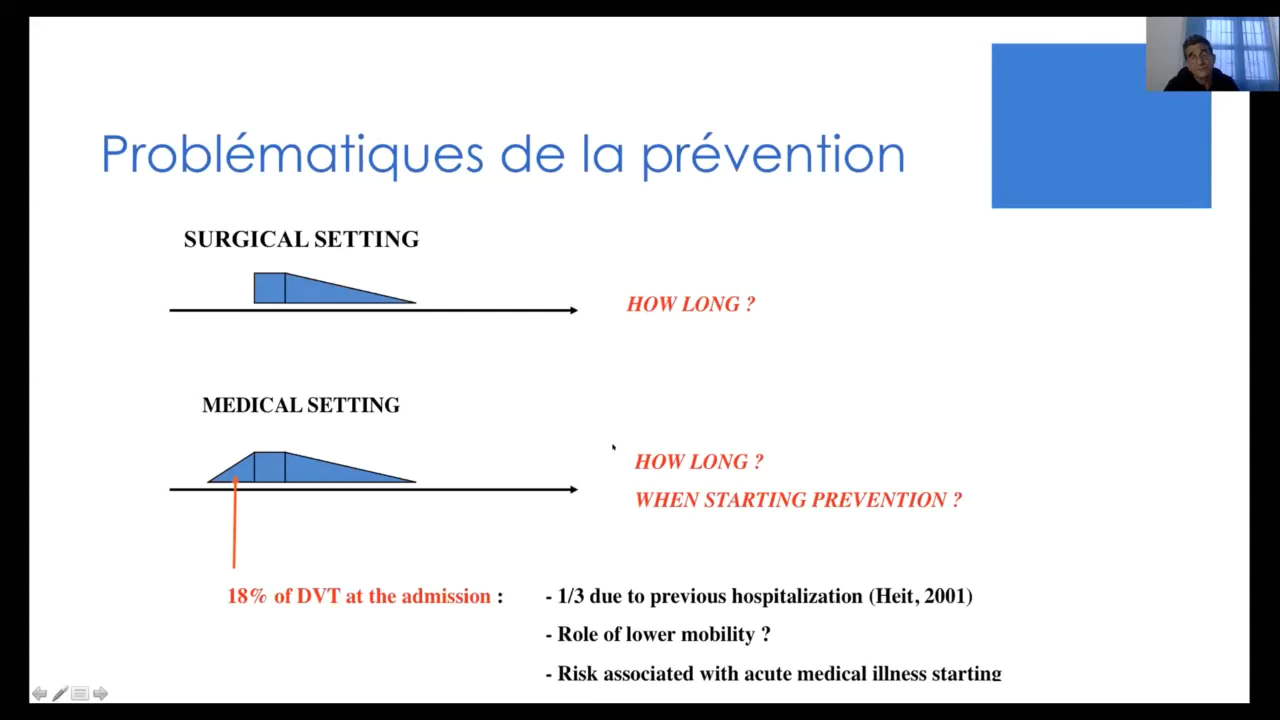 Problématiques de la prévention
SURGICAL SETTING
HOW LONG ?
MEDICAL SETTING
HOW LONG ?
WHEN STARTING PREVENTION ?
18% of DVT at the admission :
- 1/3 due to previous hospitalization (Heit, 2001)
- Role of lower mobility ?
- Risk associated with acute medical illness starting